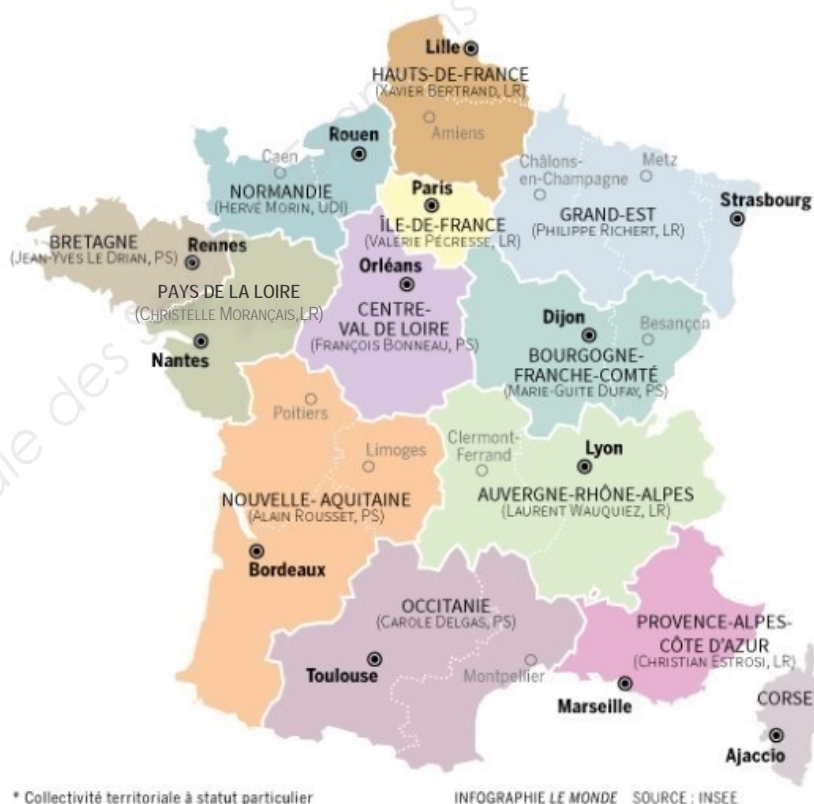 Lille
HAUTS-DE-FRANCE
(XAVIER BERTRAND, LR)
Amiens
Rouen
Caen
NORMANDIE
(HERVÉ MORIN, UDI)
Paris
ÎLE-DE-FRANCE
(VALÉRIE PÉCRESSE, LR)
Châlons-
en-Champagne
Metz
Strasbourg
GRAND-EST
(PHILIPPE RICHERT, LR)
BRETAGNE
(JEAN-YVES LE DRIAN, PS)
Rennes
PAYS DE LA LOIRE
(CHRISTELLE MORANÇAIS,LR)
Nantes
Orléans
CENTRE-
VAL DE LOIRE
(FRANÇOIS BONNEAU, PS)
Dijon
Besançon
BOURGOGNE-
FRANCHE-COMTÉ
(MARIE-GUITE DUFAY, PS)
Poitiers
Limoges
NOUVELLE- AQUITAINE
(ALAIN ROUSSET, PS)
Bordeaux
Clermont-
Ferrand
Lyon
AUVERGNE-RHÔNE-ALPES
(LAURENT WAUQUIEZ, LR)
OCCITANIE
(CAROLE DELGAS, PS)
Toulouse
Montpellier
PROVENCE-ALPES-
CÔTE D'AZUR
(CHRISTIAN ESTROSI, LR)
Marseille
CORSE
Ajaccio
* Collectivité territoriale à statut particulier
INFOGRAPHIE LE MONDE SOURCE : INSEE